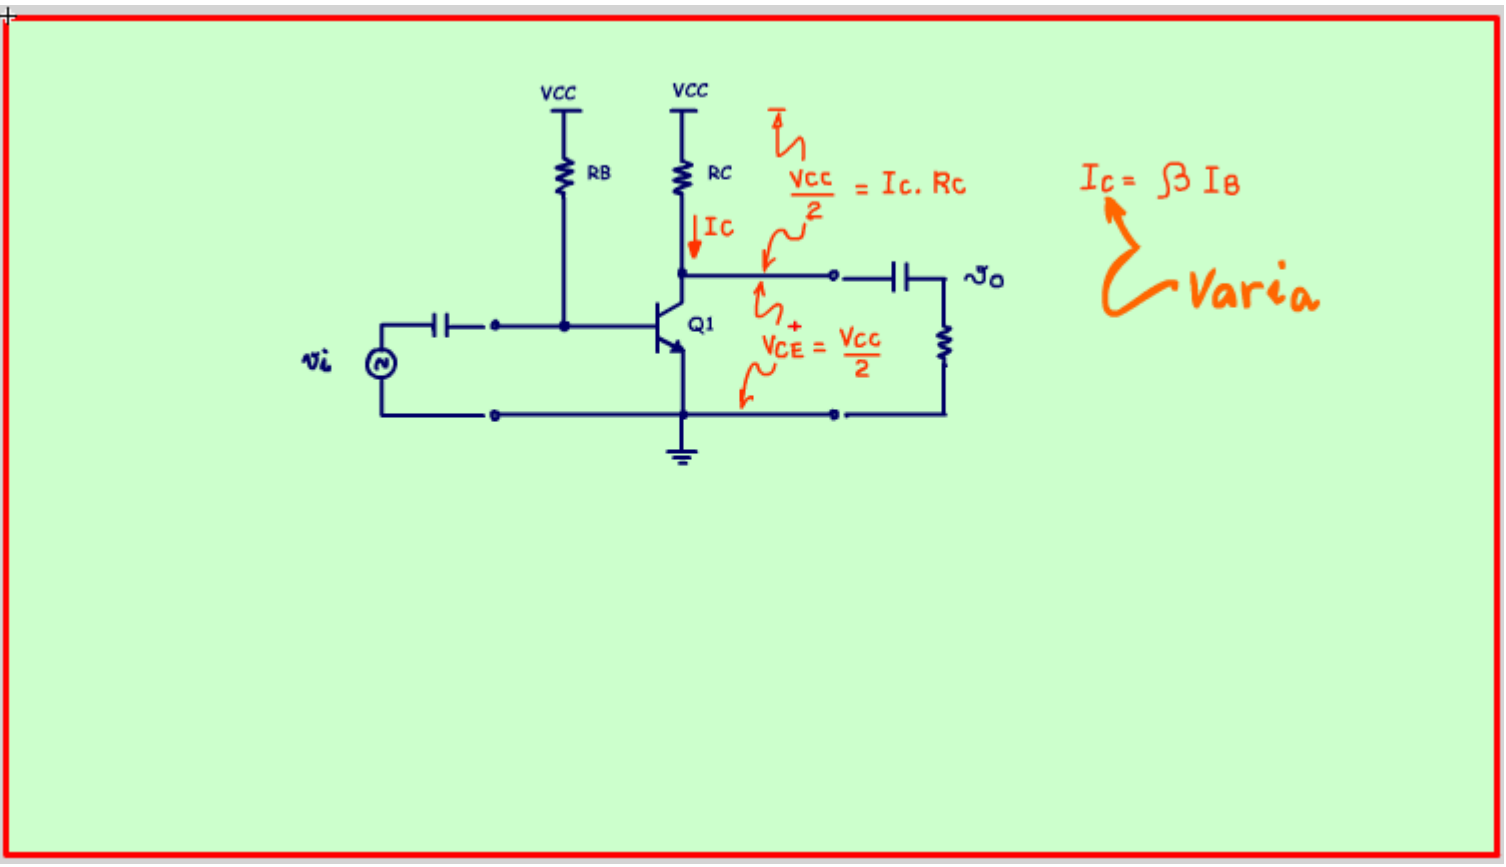 VCC
VCC
RB
RC
VCC/2 = IC. RC
IC = β IB
IC
Varia
vo
Q1
vi
+
VCE = VCC/2